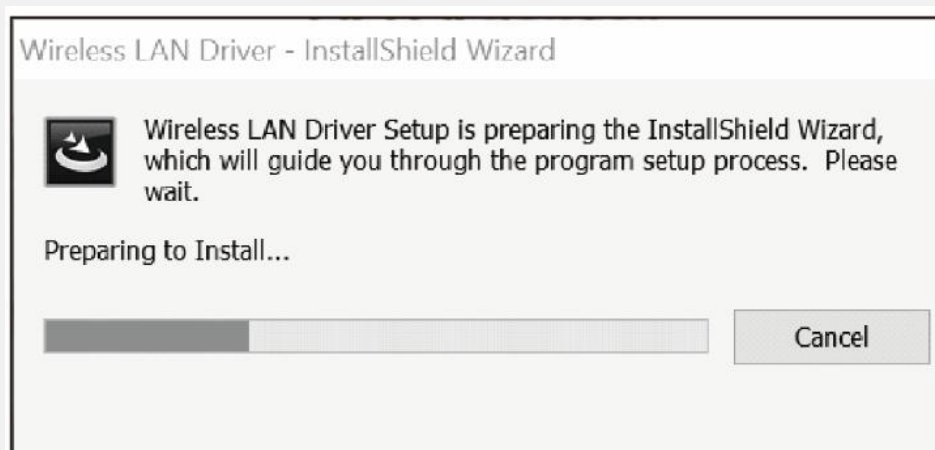 Wireless LAN Driver - InstallShield Wizard
Wireless LAN Driver Setup is preparing the InstallShield Wizard,
which will guide you through the program setup process.  Please
wait.
Preparing to Install...
Cancel